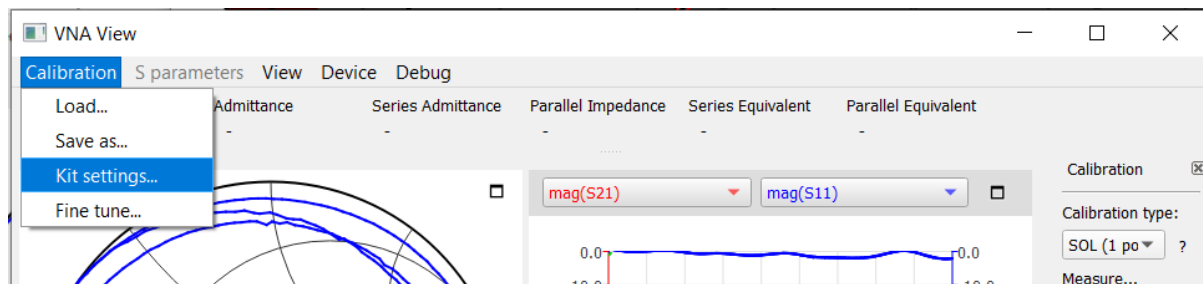 VNA View
Calibration S parameters View Device Debug
Load...
Save as...
Kit settings...
Fine tune...
Admittance Series Admittance Parallel Impedance Series Equivalent Parallel Equivalent
- - - - -
mag(S21) mag(S11)
0.0 0.0
Calibration
Calibration type:
SOL (1 po ?
Measure...